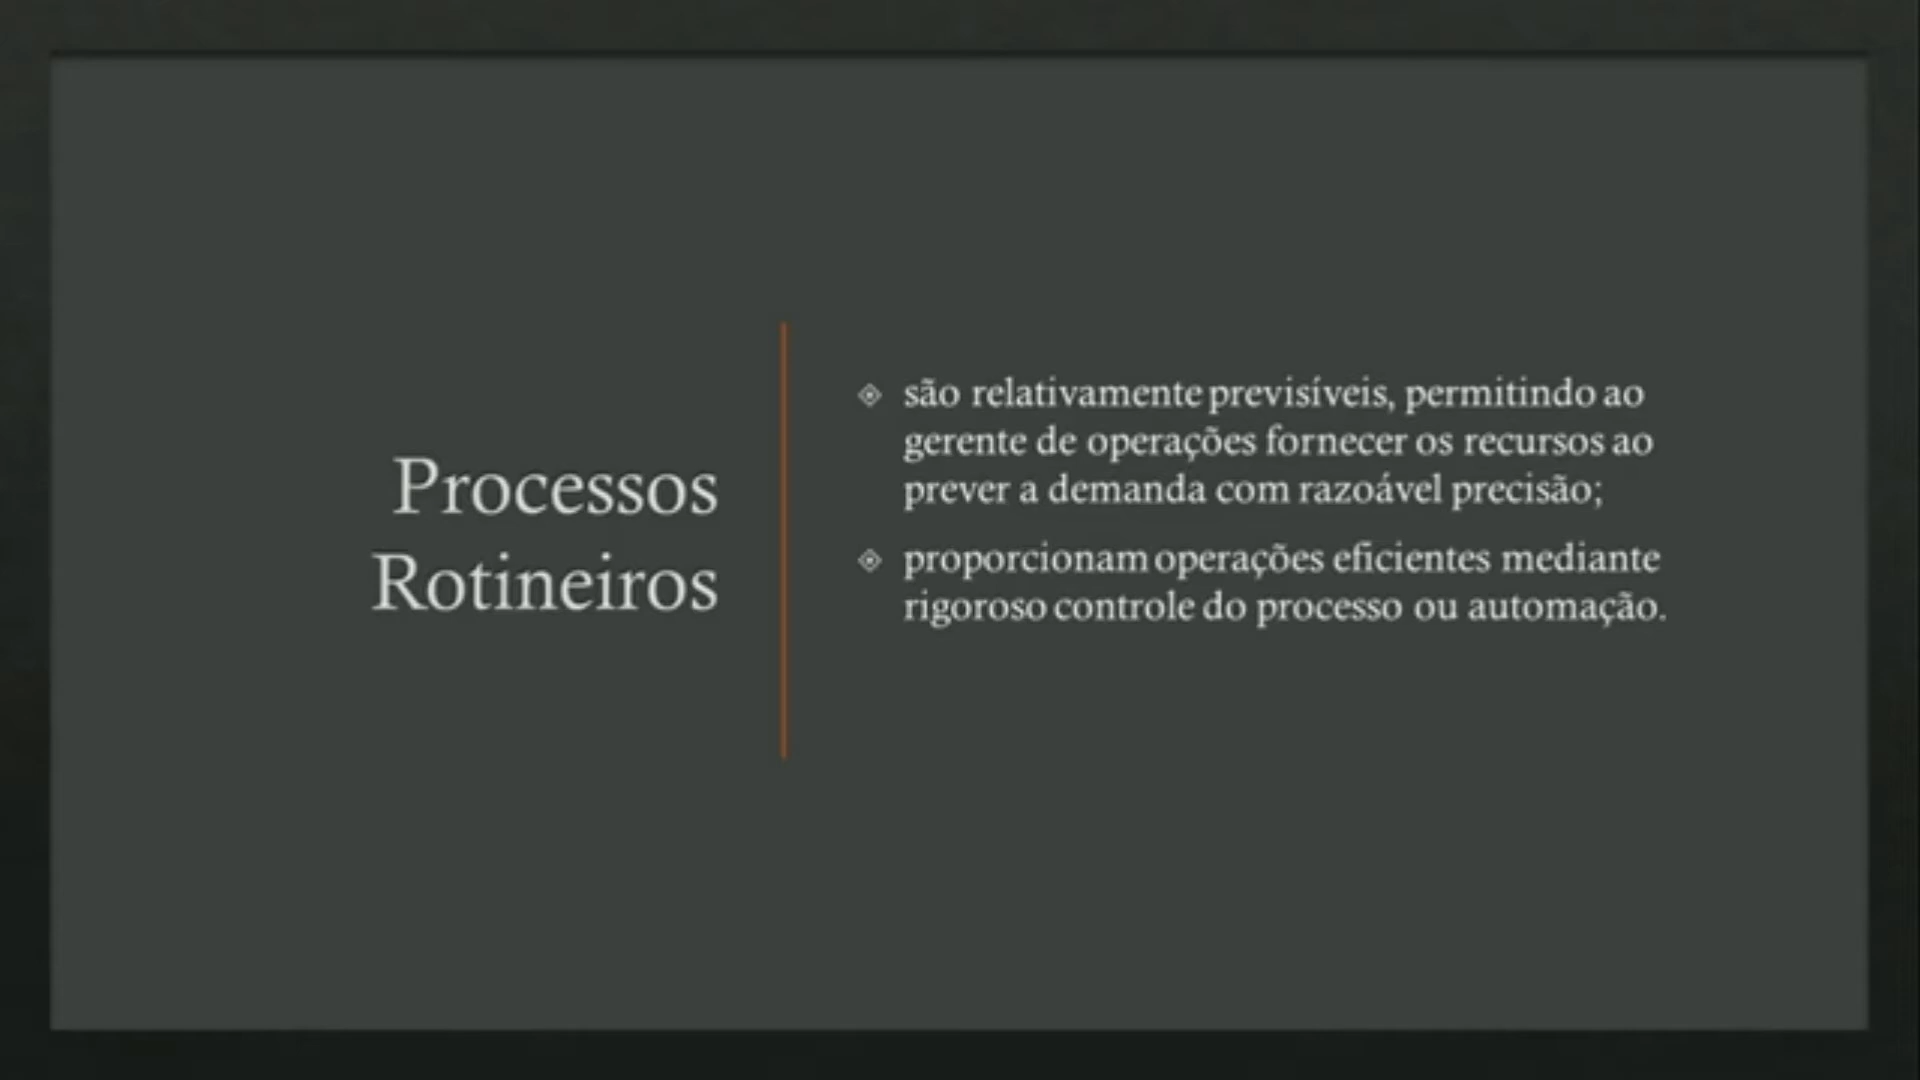 Processos
Rotineiros
são relativamente previsíveis, permitindo ao
gerente de operações fornecer os recursos ao
prever a demanda com razoável precisão;
proporcionam operações eficientes mediante
rigoroso controle do processo ou automação.